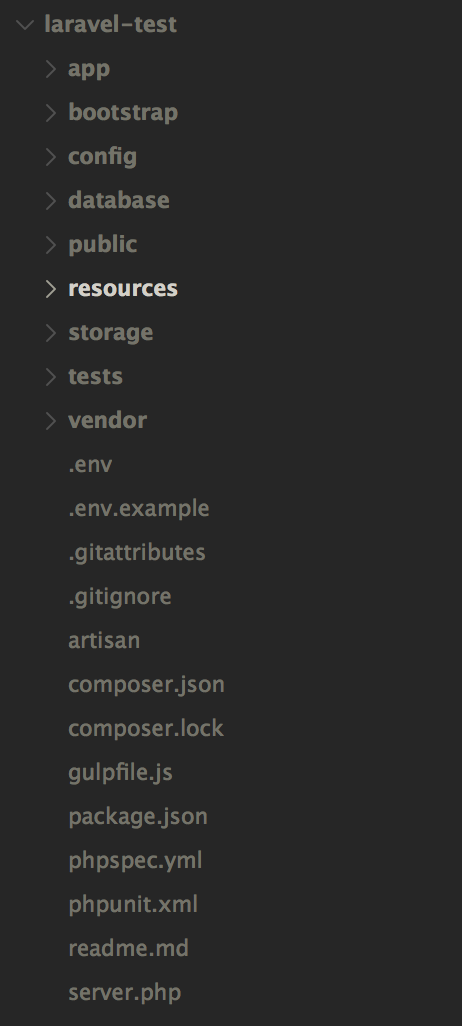 laravel-test
app
bootstrap
config
database
public
resources
storage
tests
vendor
.env
.env.example
.gitattributes
.gitignore
artisan
composer.json
composer.lock
gulpfile.js
package.json
phpspec.yml
phpunit.xml
readme.md
server.php